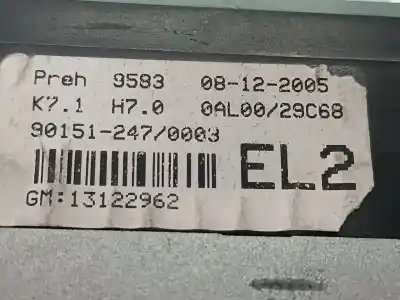 Preh 9583 08-12-2005
K7.1 H7.0 0AL00/29C68
90151-247/0003
EL2
GM:13122962